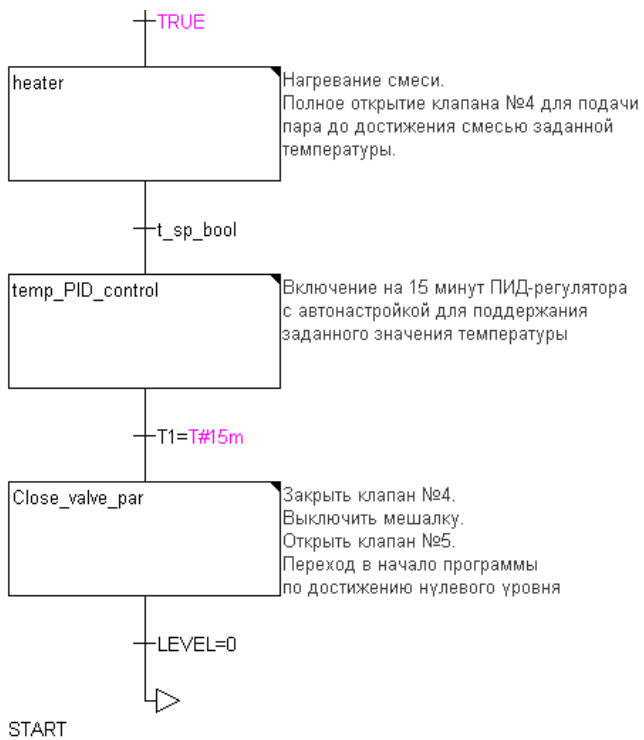 TRUE
heater
Нагревание смеси.
Полное открытие клапана №4 для подачи
пара до достижения смесью заданной
температуры.
t_sp_bool
temp_PID_control
Включение на 15 минут ПИД-регулятора
с автонастройкой для поддержания
заданного значения температуры
T1=T#15m
Close_valve_par
Закрыть клапан №4.
Выключить мешалку.
Открыть клапан №5.
Переход в начало программы
по достижению нулевого уровня
LEVEL=0
START